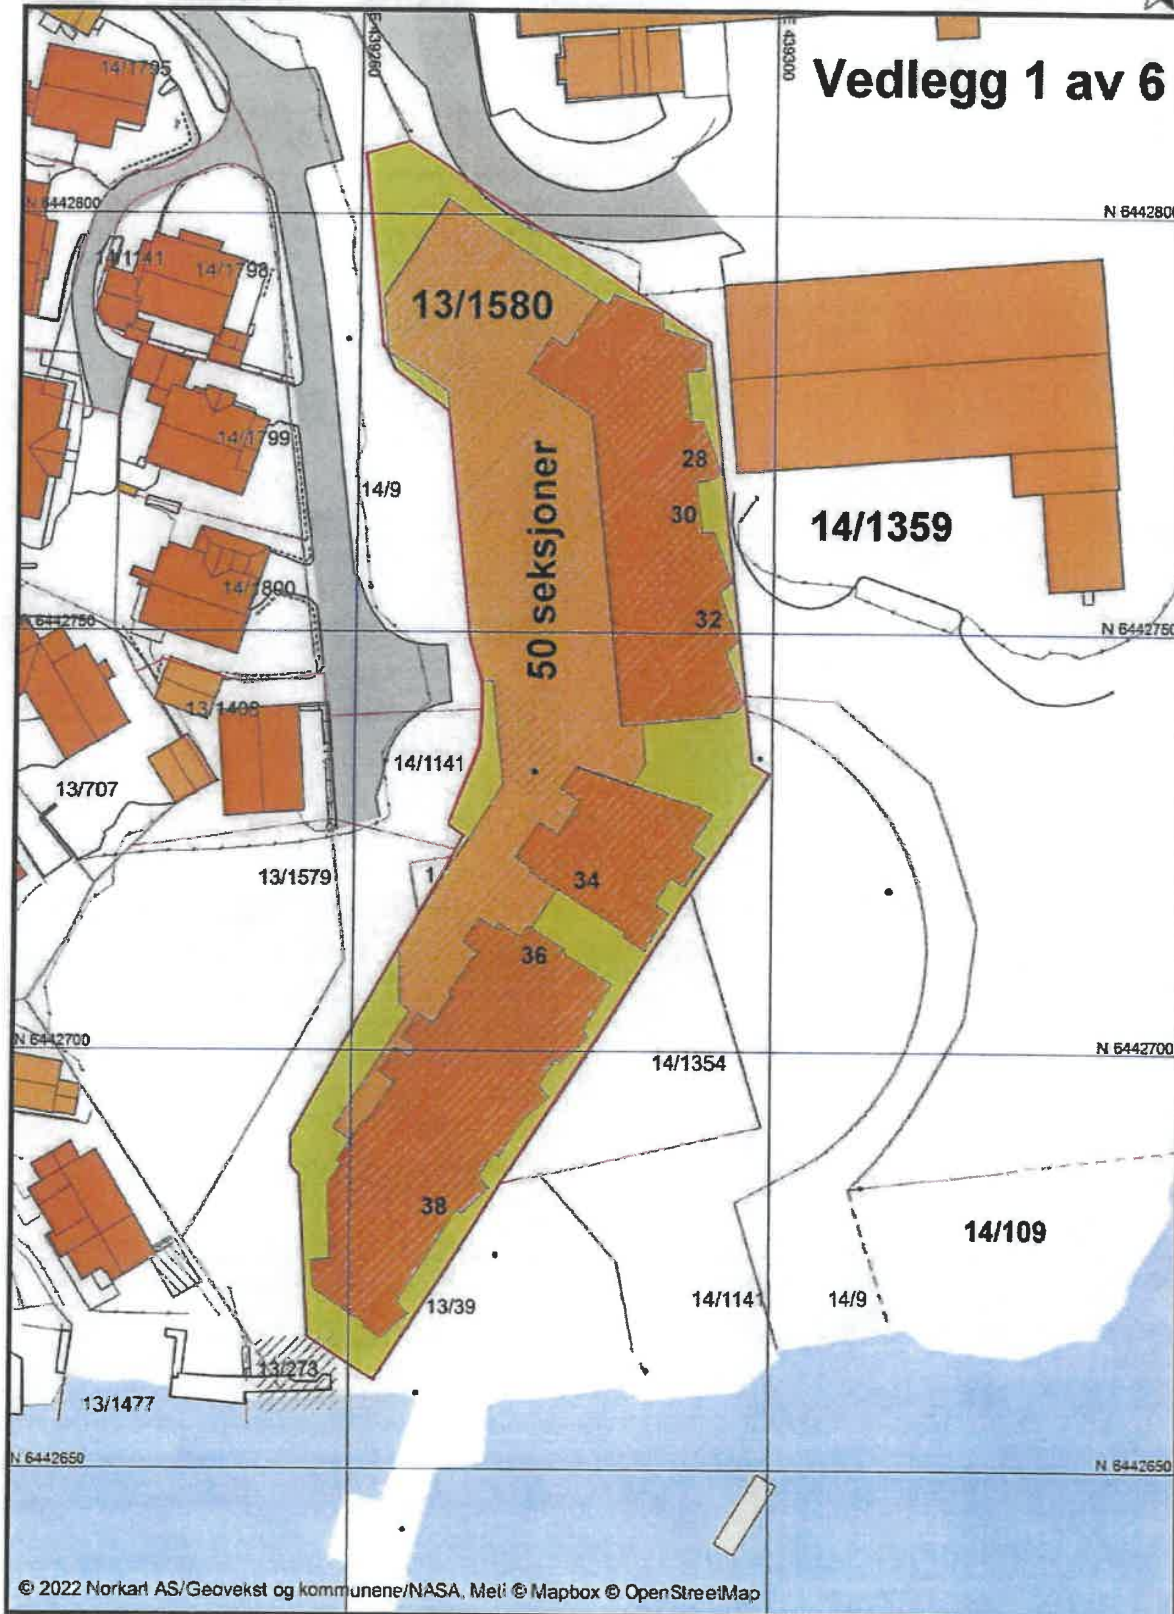 Vedlegg 1 av 6
14/1795
E 439300
N 6442800
N 6442800
14/1141
14/1798
13/1580
14/1799
28
14/9
30
14/1359
50 seksjoner
14/1800
32
N 6442750
N 6442750
13/1408
14/1141
13/707
13/1579
1
34
36
N 6442700
N 6442700
14/1354
38
14/109
14/1141
14/9
13/39
13/273
13/1477
N 6442650
N 6442650
© 2022 Norkart AS/Geovekst og kommunene/NASA, Meti © Mapbox © OpenStreetMap